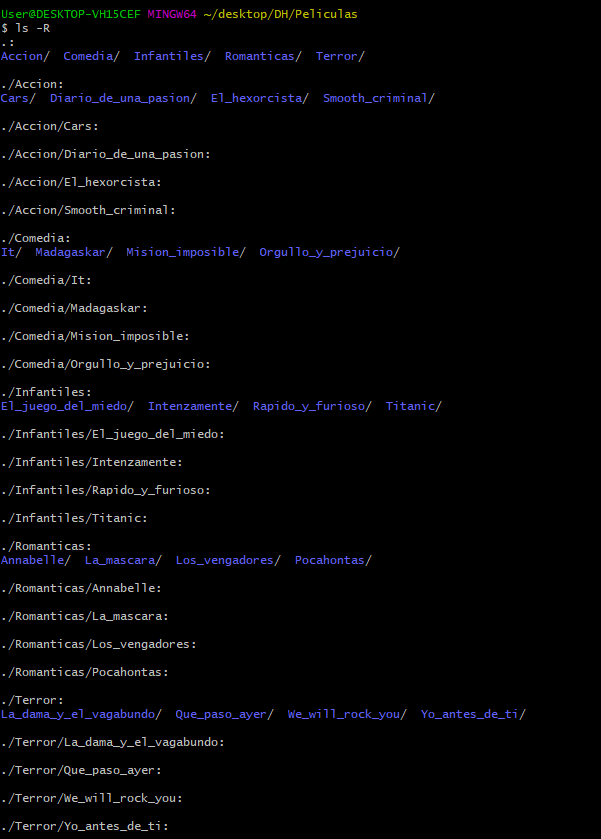 User@DESKTOP-VH15CEF MINGW64 ~/desktop/DH/Peliculas
$ ls -R
.:
Accion/  Comedia/  Infantiles/  Romanticas/  Terror/

./Accion:
Cars/  Diario_de_una_pasion/  El_hexorcista/  Smooth_criminal/

./Accion/Cars:

./Accion/Diario_de_una_pasion:

./Accion/El_hexorcista:

./Accion/Smooth_criminal:

./Comedia:
It/  Madagaskar/  Mision_imposible/  Orgullo_y_prejuicio/

./Comedia/It:

./Comedia/Madagaskar:

./Comedia/Mision_imposible:

./Comedia/Orgullo_y_prejuicio:

./Infantiles:
El_juego_del_miedo/  Intenzamente/  Rapido_y_furioso/  Titanic/

./Infantiles/El_juego_del_miedo:

./Infantiles/Intenzamente:

./Infantiles/Rapido_y_furioso:

./Infantiles/Titanic:

./Romanticas:
Annabelle/  La_mascara/  Los_vengadores/  Pocahontas/

./Romanticas/Annabelle:

./Romanticas/La_mascara:

./Romanticas/Los_vengadores:

./Romanticas/Pocahontas:

./Terror:
La_dama_y_el_vagabundo/  Que_paso_ayer/  We_will_rock_you/  Yo_antes_de_ti/

./Terror/La_dama_y_el_vagabundo:

./Terror/Que_paso_ayer:

./Terror/We_will_rock_you:

./Terror/Yo_antes_de_ti: